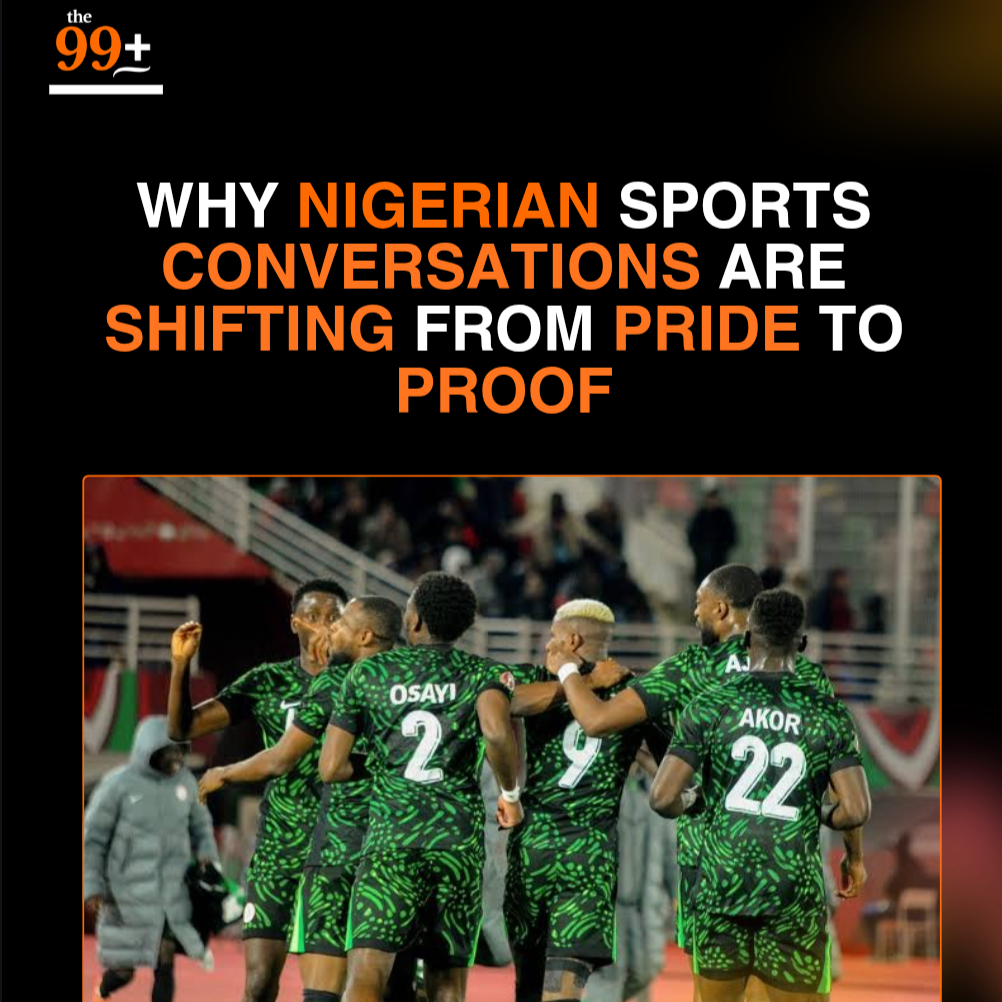 the
99+
WHY NIGERIAN SPORTS
CONVERSATIONS ARE
SHIFTING FROM PRIDE TO
PROOF
OSAYI
2
9
AKOR
22